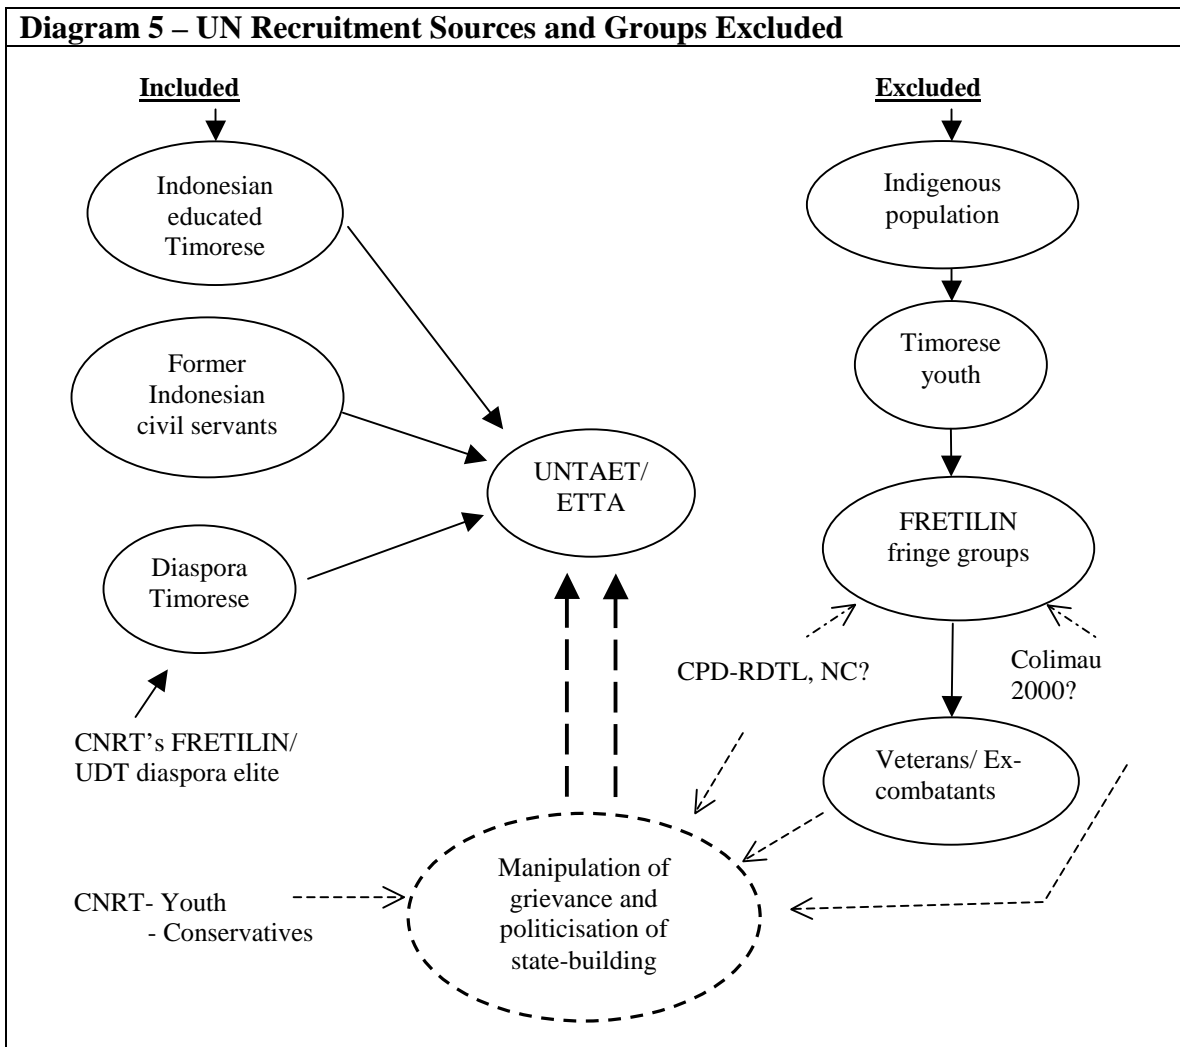 Diagram 5 – UN Recruitment Sources and Groups Excluded
Included
Indonesian
educated
Timorese
Former
Indonesian
civil servants
Diaspora
Timorese
CNRT’s FRETILIN/
UDT diaspora elite
CNRT- Youth
- Conservatives
UNTAET/
ETTA
Manipulation of
grievance and
politicisation of
state-building
Excluded
Indigenous
population
Timorese
youth
FRETILIN
fringe groups
CPD-RDTL, NC?
Colimau
2000?
Veterans/ Ex-
combatants